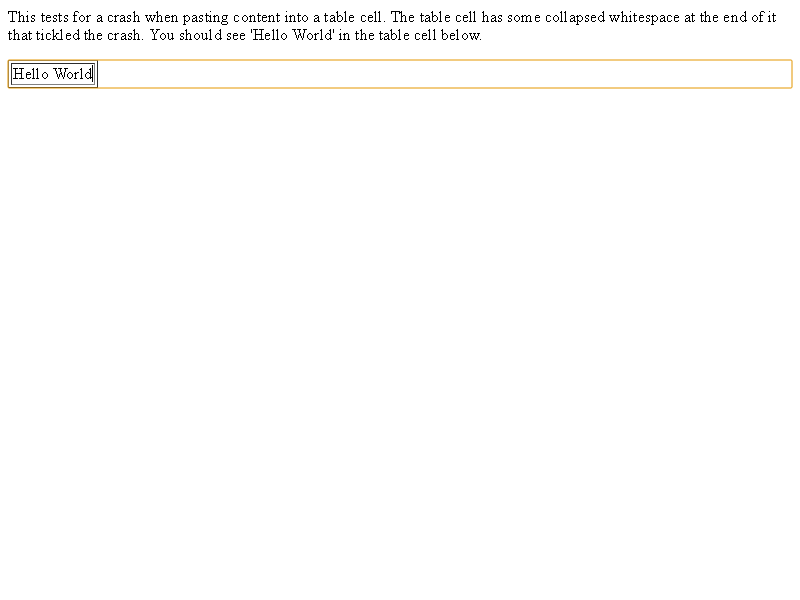 This tests for a crash when pasting content into a table cell. The table cell has some collapsed whitespace at the end of it
that tickled the crash. You should see 'Hello World' in the table cell below.
Hello World